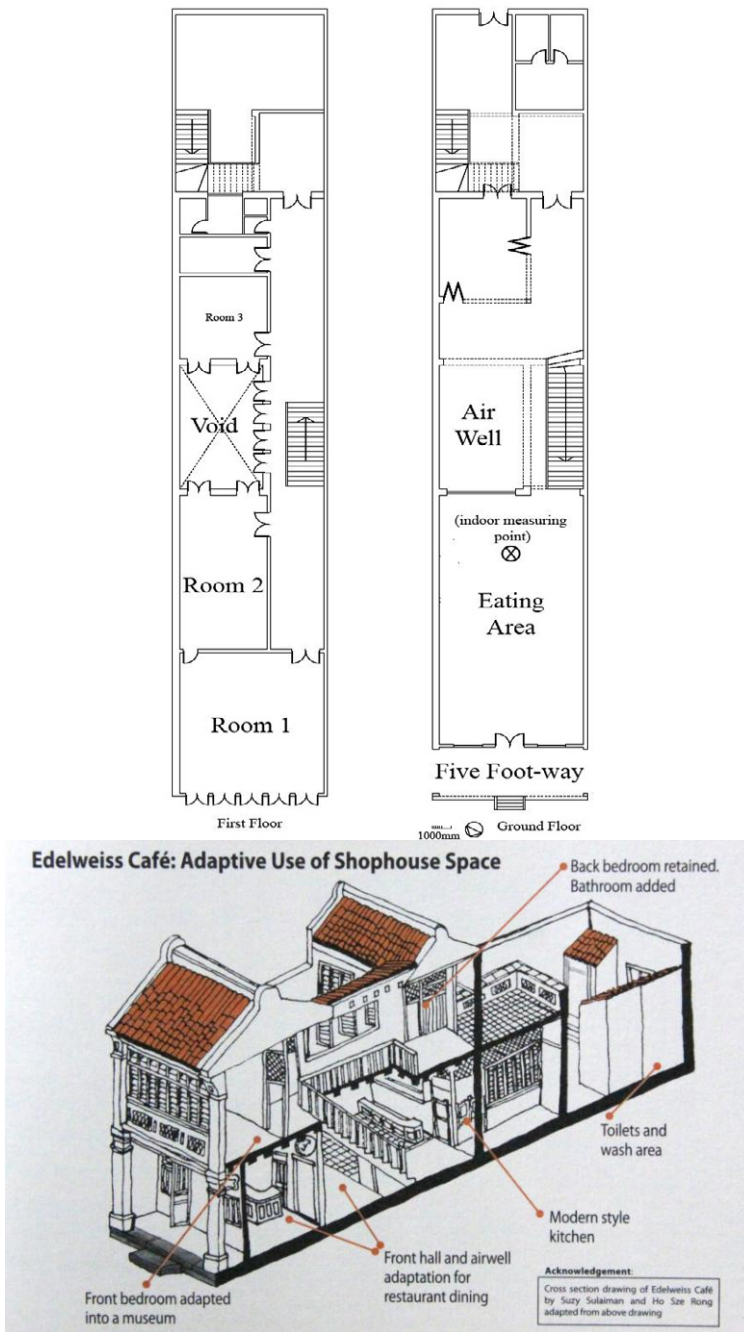 Room 3
Void
Room 2
Room 1
First Floor
Air
Well
(indoor measuring
point)
Eating
Area
Five Foot-way
1000mm
Ground Floor
Edelweiss Café: Adaptive Use of Shophouse Space
Back bedroom retained.
Bathroom added
Toilets and
wash area
Modern style
kitchen
Front hall and airwell
adaptation for
restaurant dining
Front bedroom adapted
into a museum
Acknowledgement:
Cross section drawing of Edelweiss Café
by Suzy Sulaiman and Ho Sze Rong
adapted from above drawing